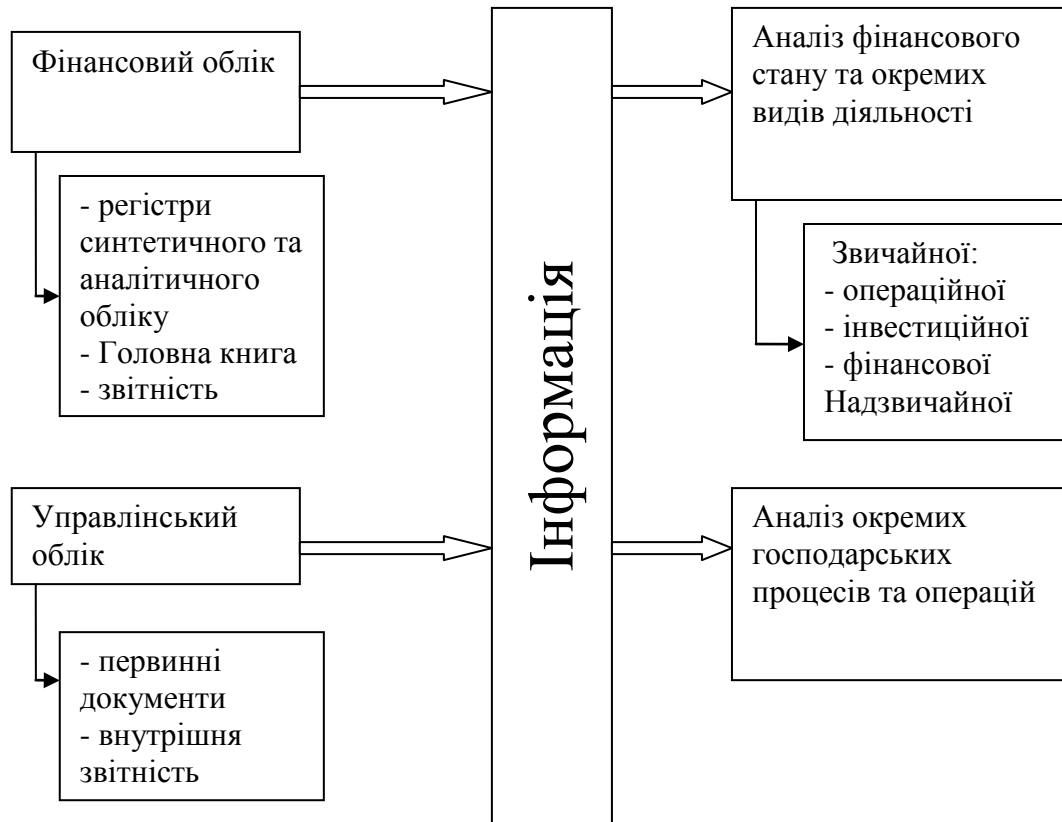 Фінансовий облік
- регістри
синтетичного та
аналітичного
обліку
- Головна книга
- звітність
Управлінський
облік
- первинні
документи
- внутрішня
звітність
Інформація
Аналіз фінансового
стану та окремих
видів діяльності
Звичайної:
- операційної
- інвестиційної
- фінансової
Надзвичайної
Аналіз окремих
господарських
процесів та операцій